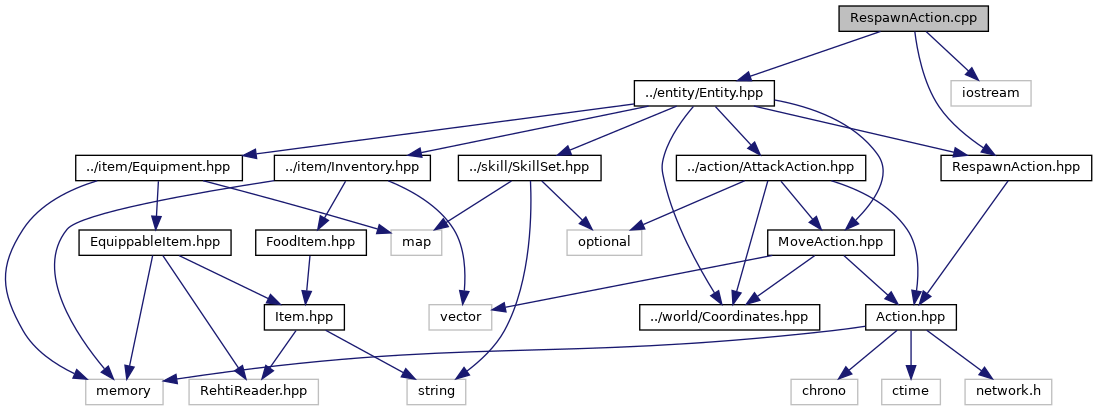 RespawnAction.cpp
../entity/Entity.hpp
iostream
../item/Equipment.hpp
../item/Inventory.hpp
../skill/SkillSet.hpp
../action/AttackAction.hpp
RespawnAction.hpp
EquippableItem.hpp
FoodItem.hpp
map
optional
MoveAction.hpp
Item.hpp
vector
../world/Coordinates.hpp
Action.hpp
memory
RehtiReader.hpp
string
chrono
ctime
network.h